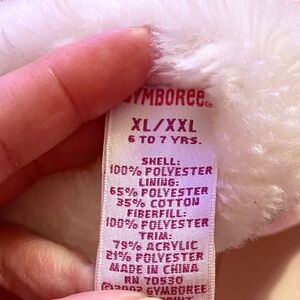 GYMBOREE®
XL/XXL
6 TO 7 YRS.
SHELL:
100% POLYESTER
LINING:
65% POLYESTER
35% COTTON
FIBERFILL:
100% POLYESTER
TRIM:
79% ACRYLIC
21% POLYESTER
MADE IN CHINA
RN 70530
©2007 GYMBOREE